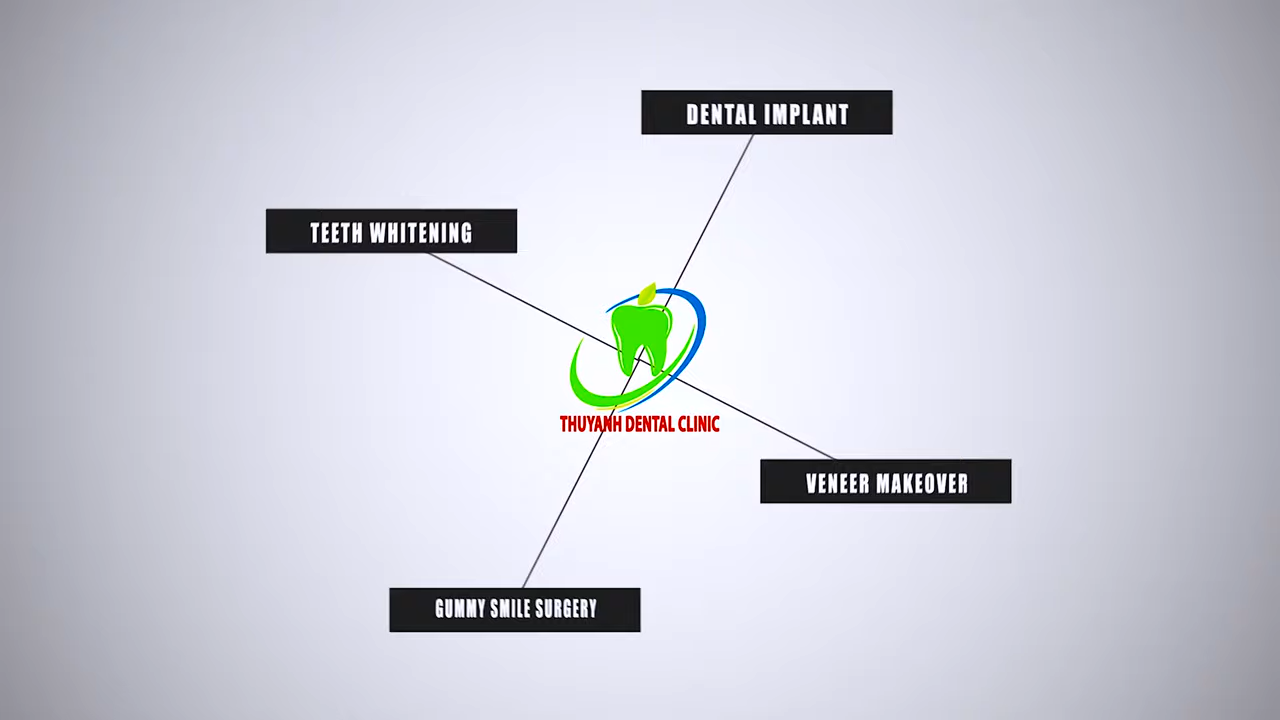 DENTAL IMPLANT
TEETH WHITENING
THUYANH DENTAL CLINIC
VENEER MAKEOVER
GUMMY SMILE SURGERY